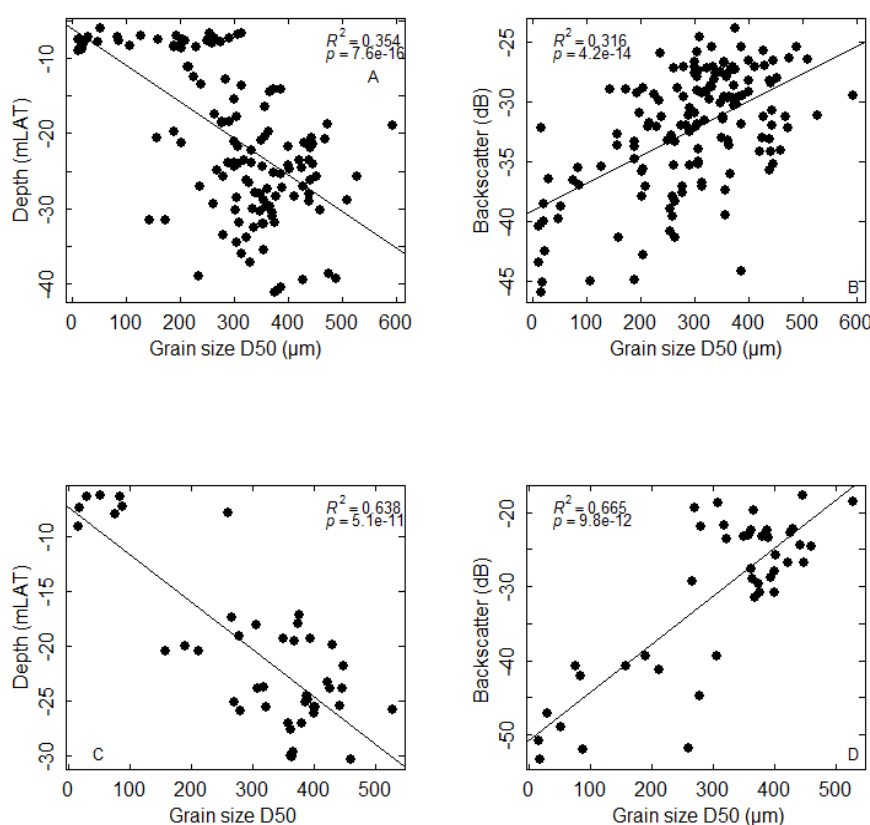 R² = 0,354
p = 7.6e-16
A
Depth (mLAT)
-10
-20
-30
-40
0 100 200 300 400 500 600
Grain size D50 (µm)
R² = 0,316
p = 4.2e-14
B
Backscatter (dB)
-25
-30
-35
-40
-45
0 100 200 300 400 500 600
Grain size D50 (µm)
R² = 0,638
p = 5.1e-11
C
Depth (mLAT)
-10
-15
-20
-25
-30
0 100 200 300 400 500
Grain size D50
R² = 0,665
p = 9.8e-12
D
Backscatter (dB)
-20
-30
-40
-50
0 100 200 300 400 500
Grain size D50 (µm)